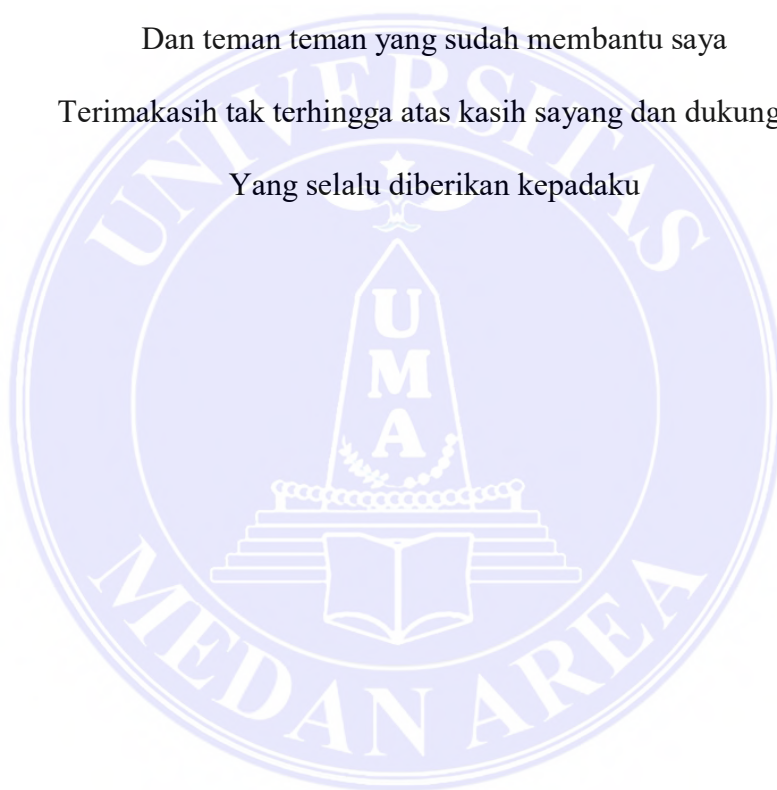 Dan teman teman yang sudah membantu saya
Terimakasih tak terhingga atas kasih sayang dan dukung
Yang selalu diberikan kepadaku
UNIVERSITAS
UMA
MEDAN AREA